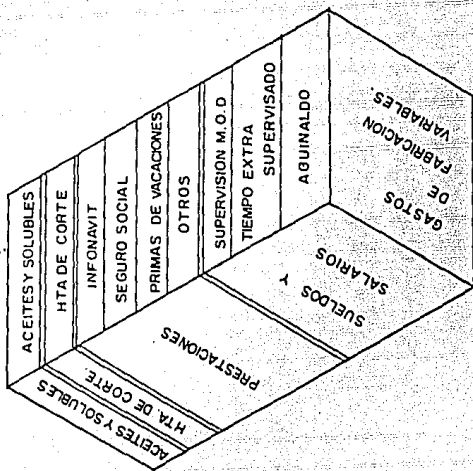 ACEITES Y SOLUBLES
HTA DE CORTE
INFONAVIT
SEGURO SOCIAL
PRIMAS DE VACACIONES
OTROS
SUPERVISION M.O.D
TIEMPO EXTRA
SUPERVISADO
AGUINALDO
ACEITES Y SOLUBLES
HTA. DE CORTE.
PRESTACIONES
SUELDOS Y
SALARIOS
GASTOS
DE
FABRICACION
VARIABLES.